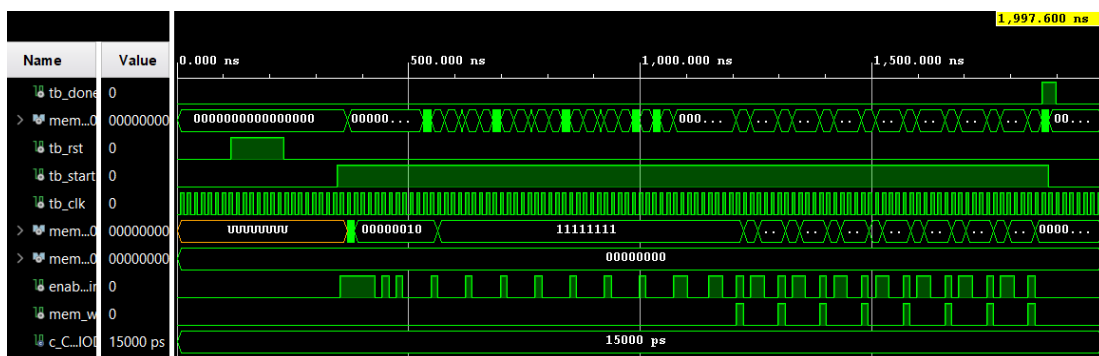 1,997.600 ns
Name Value 0.000 ns 500.000 ns 1,000.000 ns 1,500.000 ns
tb_done 0
mem...0 00000000 0000000000000000 00000... 000... .. .. .. .. .. .. 00...
tb_rst 0
tb_start 0
tb_clk 0
mem...0 00000000 UUUUUUUU 00000010 11111111 .. .. .. .. .. .. .. 0000...
mem...0 00000000 00000000
enab...ir 0
mem_w 0
c_C...IOD 15000 ps 15000 ps